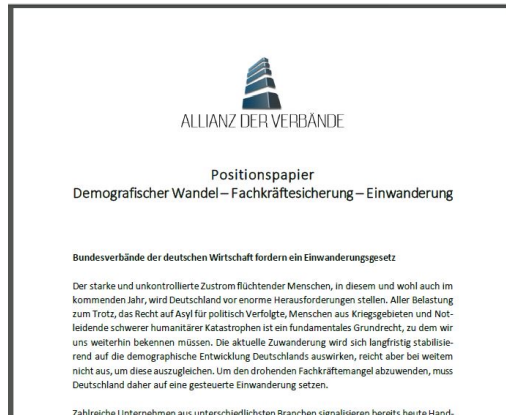 ALLIANZ DER VERBÄNDE
Positionspapier
Demografischer Wandel – Fachkräftesicherung – Einwanderung
Bundesverbände der deutschen Wirtschaft fordern ein Einwanderungsgesetz
Der starke und unkontrollierte Zustrom flüchtender Menschen, in diesem und wohl auch im
kommenden Jahr, wird Deutschland vor enorme Herausforderungen stellen. Aller Belastung
zum Trotz, das Recht auf Asyl für politisch Verfolgte, Menschen aus Kriegsgebieten und Not-
leidende schwerer humanitärer Katastrophen ist ein fundamentales Grundrecht, zu dem wir
uns weiterhin bekennen müssen. Die aktuelle Zuwanderung wird sich langfristig stabilisie-
rend auf die demographische Entwicklung Deutschlands auswirken, reicht aber bei weitem
nicht aus, um diese auszugleichen. Um den drohenden Fachkräftemangel abzuwenden, muss
Deutschland daher auf eine gesteuerte Einwanderung setzen.
Zahlreiche Unternehmen aus unterschiedlichsten Branchen signalisieren bereits heute Hand-